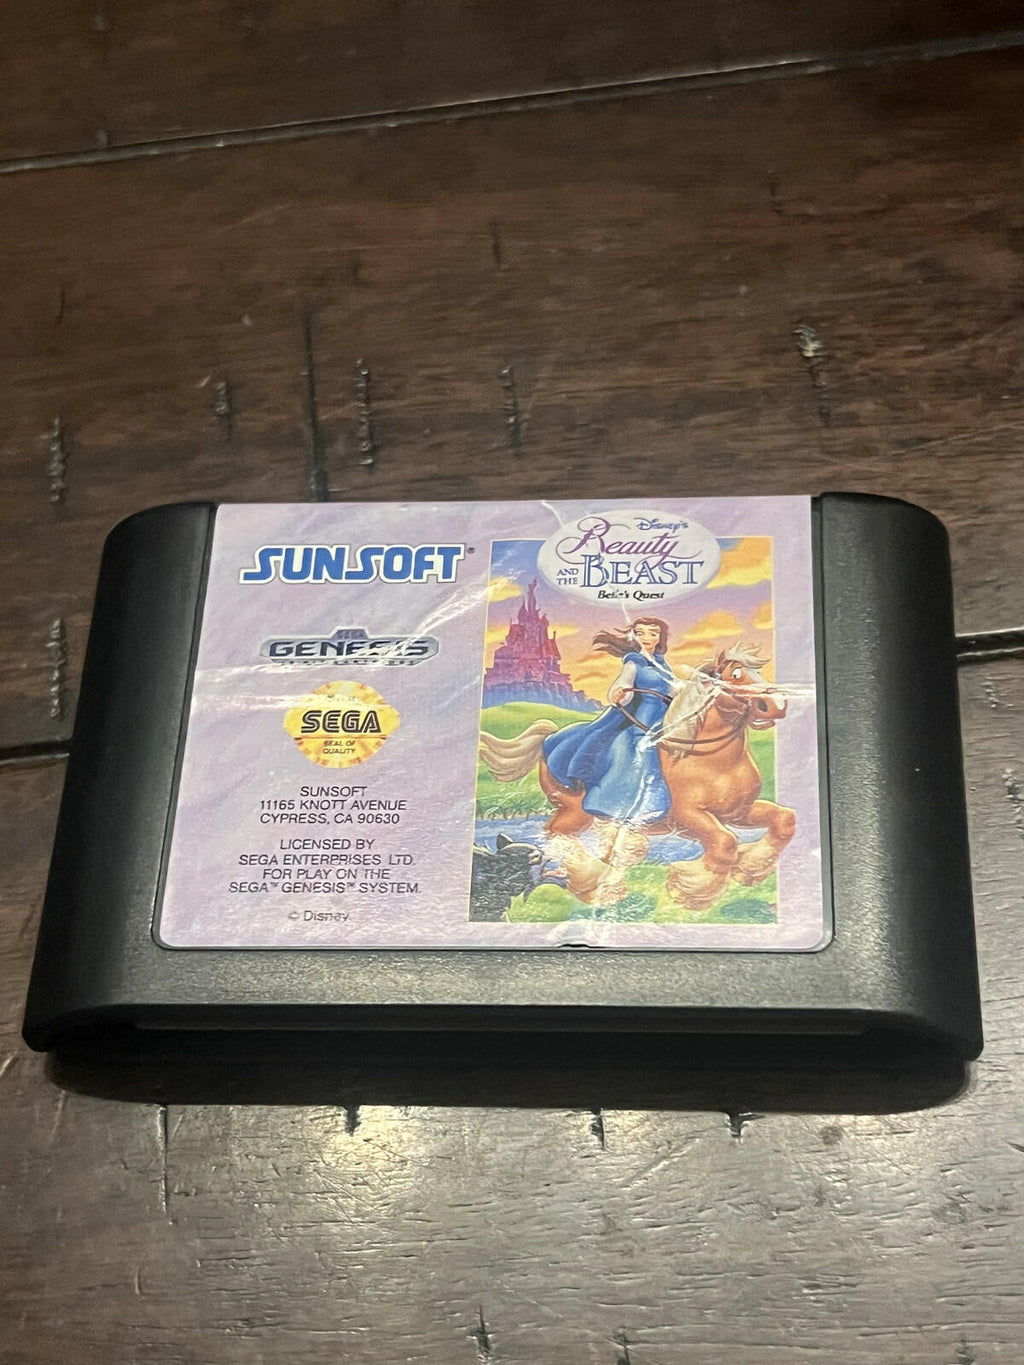 SUNSOFT®
SEGA
GENESIS
SEGA
SEAL OF
QUALITY
SUNSOFT
11165 KNOTT AVENUE
CYPRESS, CA 90630
LICENSED BY
SEGA ENTERPRISES LTD.
FOR PLAY ON THE
SEGA™ GENESIS™ SYSTEM.
© Disney
Disney's
Beauty
AND THE BEAST
Belle's Quest